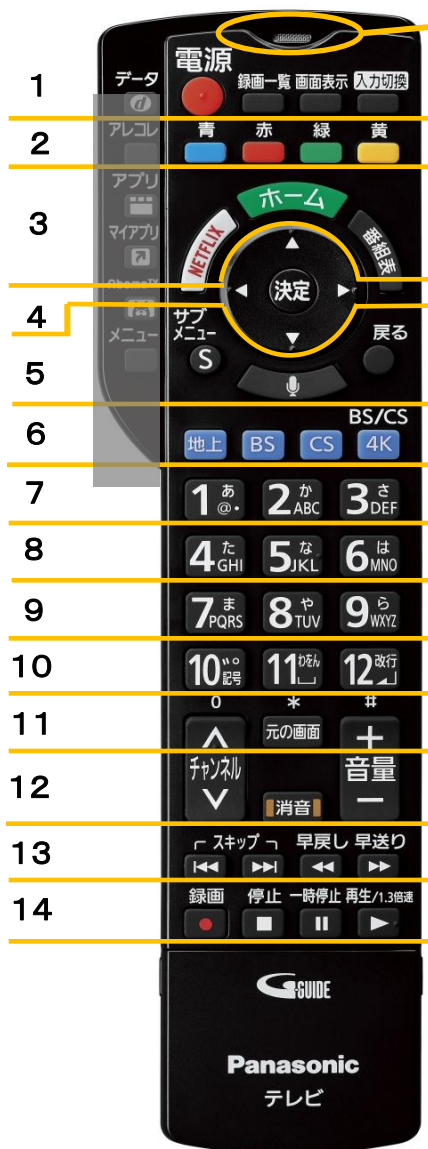 電源
データ
1
録画一覧 画面表示 入力切換
d
アレコレ
2
青 赤 緑 黄
アプリ
ホーム
3
マイアプリ
NETFLIX
番組表
決定
4
サブ
メニュー
メニュー
戻る
S
5
BS/CS
6
地上 BS CS 4K
7
1 あ @. 2 か ABC 3 さ DEF
8
4 た GHI 5 な JKL 6 は MNO
9
7 ま PQRS 8 や TUV 9 ら WXYZ
10
10 ゛゜ 記号 11 わをん 12 改行
0 * #
11
元の画面
チャンネル
音量
12
消音
13
スキップ 早戻し 早送り
14
録画 停止 一時停止 再生/1.3倍速
G-GUIDE
Panasonic
テレビ